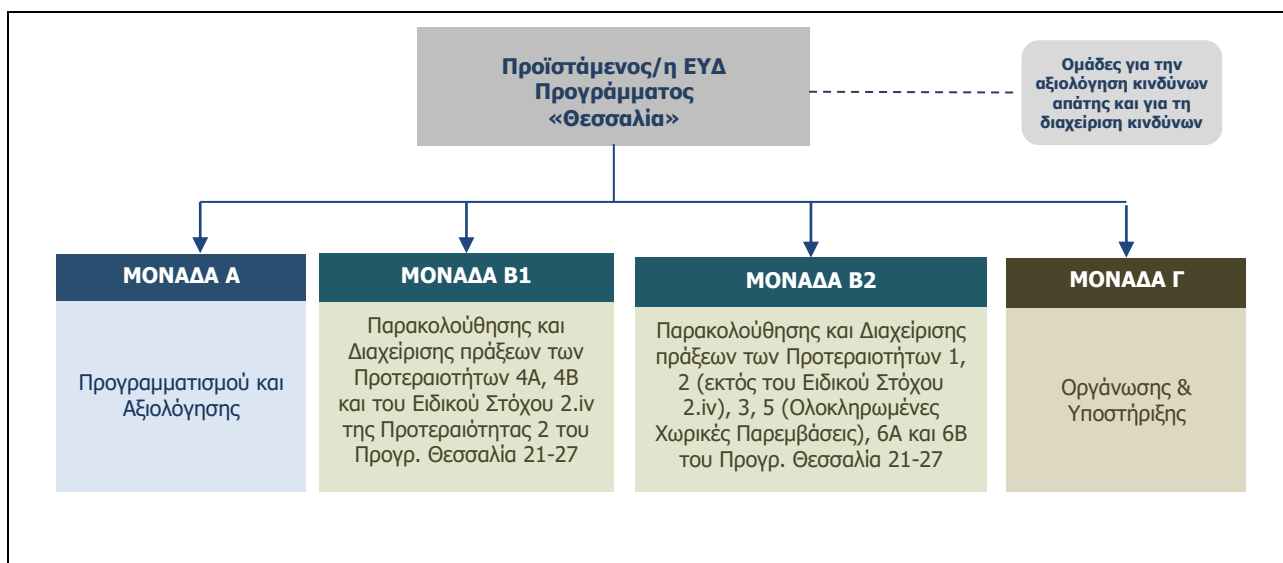 Προϊστάμενος/η ΕΥΔ
Προγράμματος
«Θεσσαλία»
Ομάδες για την
αξιολόγηση κινδύνων
απάτης και για τη
διαχείριση κινδύνων
ΜΟΝΑΔΑ Α
Προγραμματισμού και
Αξιολόγησης
ΜΟΝΑΔΑ Β1
Παρακολούθησης και
Διαχείρισης πράξεων των
Προτεραιοτήτων 4Α, 4Β
και του Ειδικού Στόχου 2.iv
της Προτεραιότητας 2 του
Προγρ. Θεσσαλία 21-27
ΜΟΝΑΔΑ Β2
Παρακολούθησης και Διαχείρισης
πράξεων των Προτεραιοτήτων 1,
2 (εκτός του Ειδικού Στόχου
2.iv), 3, 5 (Ολοκληρωμένες
Χωρικές Παρεμβάσεις), 6Α και 6Β
του Προγρ. Θεσσαλία 21-27
ΜΟΝΑΔΑ Γ
Οργάνωσης &
Υποστήριξης